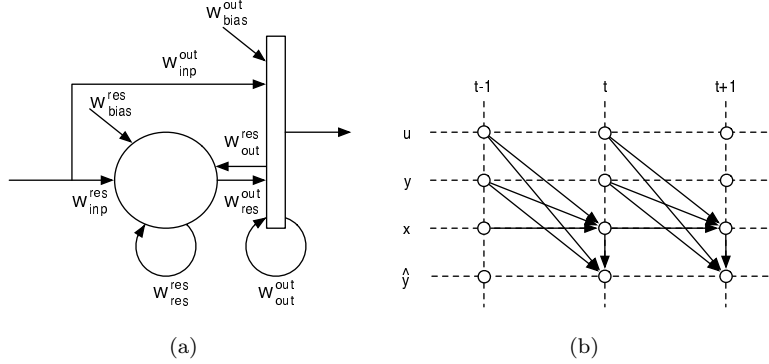 W^out_bias
W^out_inp
W^res_bias
W^res_out
W^res_inp
W^out_res
W^res_res
W^out_out
(a)
t-1 t t+1
u
y
x
ŷ
(b)